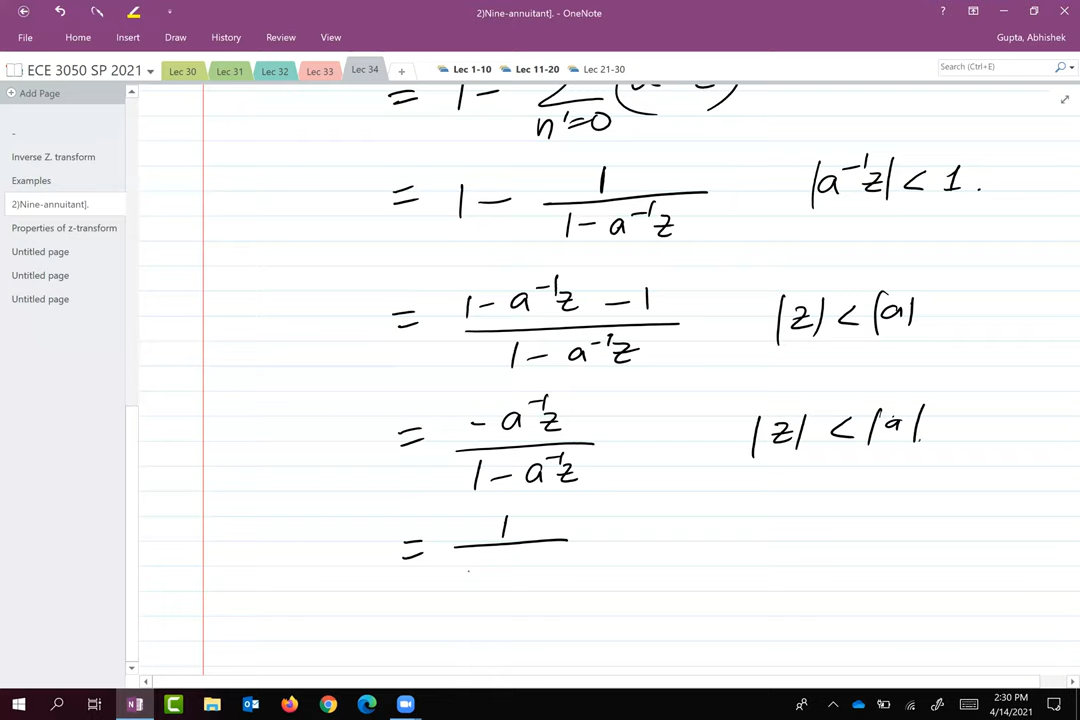 2)Nine-annuitant]. - OneNote
Gupta, Abhishek
File Home Insert Draw History Review View
ECE 3050 SP 2021
Lec 30 Lec 31 Lec 32 Lec 33 Lec 34 + Lec 1-10 Lec 11-20 Lec 21-30
Search (Ctrl+E)
Add Page
-
Inverse Z. transform
Examples
2)Nine-annuitant].
Properties of z-transform
Untitled page
Untitled page
Untitled page
n'=0
= 1 - 1 / (1 - a⁻¹z) |a⁻¹z| < 1.
= (1 - a⁻¹z - 1) / (1 - a⁻¹z) |z| < |a|
= -a⁻¹z / (1 - a⁻¹z) |z| < |a|.
= 1 /
2:30 PM
4/14/2021